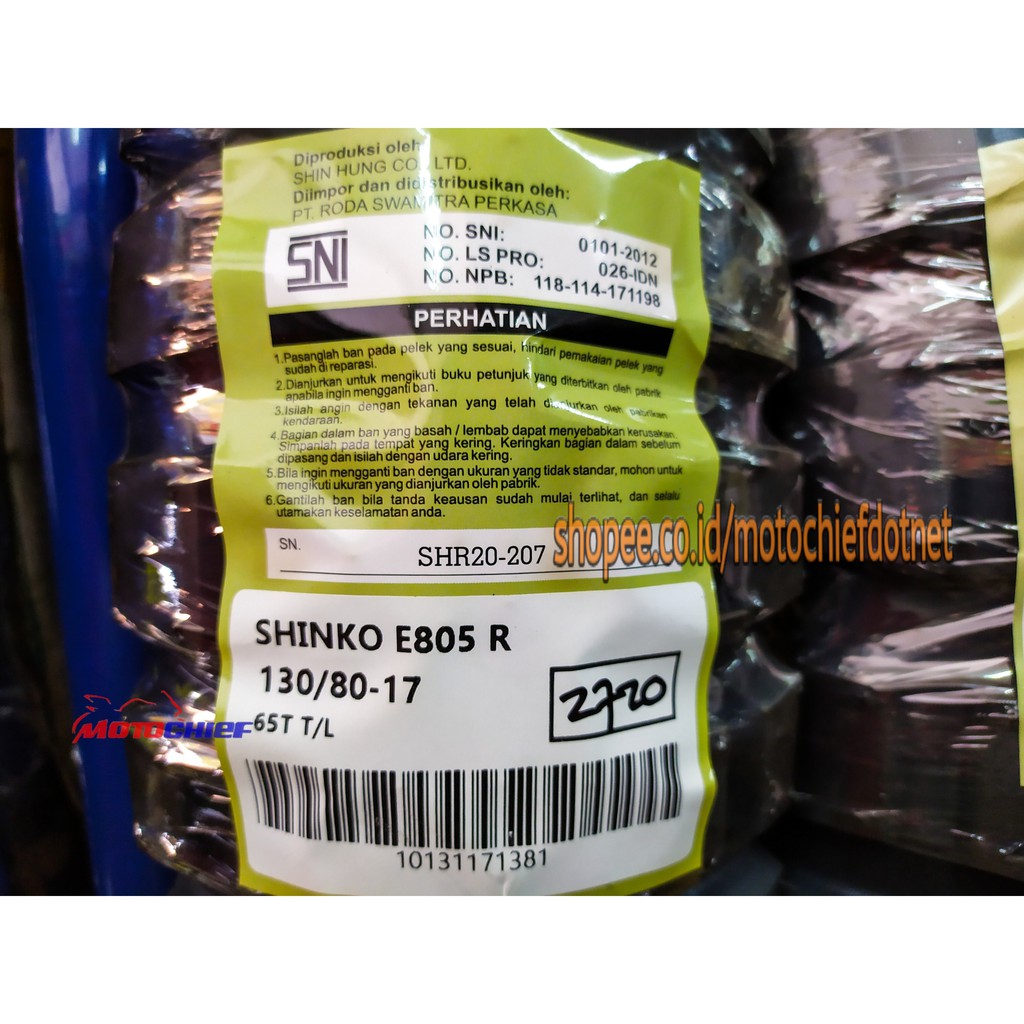 Diproduksi oleh:
SHIN HUNG CO., LTD.
Diimpor dan didistribusikan oleh:
PT. RODA SWAMITRA PERKASA
SNI
NO. SNI: 0101-2012
NO. LS PRO: 026-IDN
NO. NPB: 118-114-171198
PERHATIAN
1.Pasanglah ban pada pelek yang sesuai, hindari pemakaian pelek yang
sudah di reparasi.
2.Dianjurkan untuk mengikuti buku petunjuk yang diterbitkan oleh pabrik
apabila ingin mengganti ban.
3.Isilah angin dengan tekanan yang telah dianjurkan oleh pabrikan
kendaraan.
4.Bagian dalam ban yang basah / lembab dapat menyebabkan kerusakan.
Simpanlah pada tempat yang kering. Keringkan bagian dalam sebelum
dipasang dan isilah dengan udara kering.
5.Bila ingin mengganti ban dengan ukuran yang tidak standar, mohon untuk
mengikuti ukuran yang dianjurkan oleh pabrik.
6.Gantilah ban bila tanda keausan sudah mulai terlihat, dan selalu
utamakan keselamatan anda.
SN. SHR20-207
shopee.co.id/motochiefdotnet
SHINKO E805 R
130/80-17
65T T/L
2720
MOTOCHIEF
10131171381